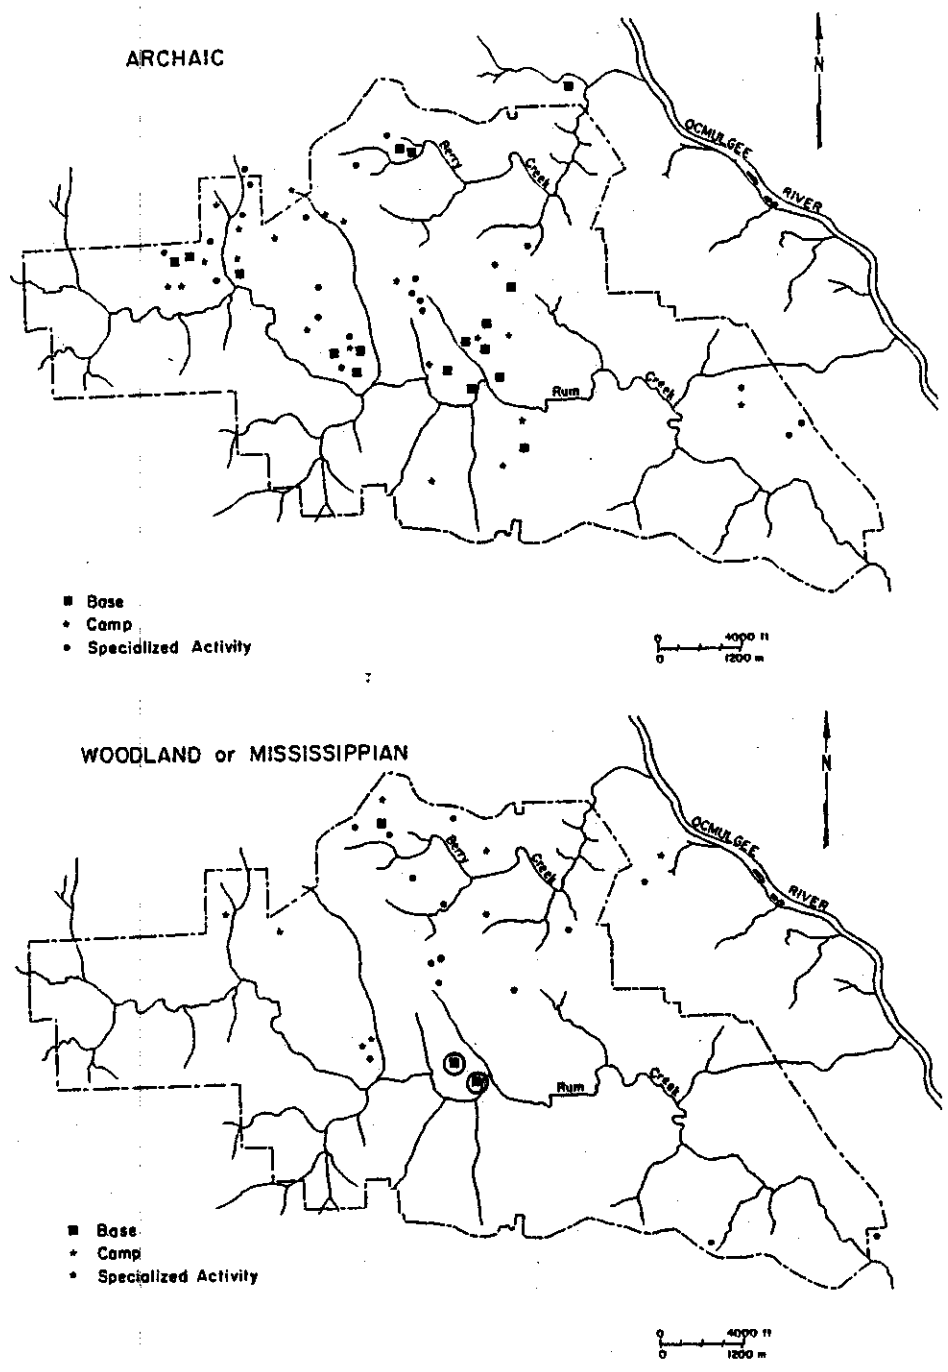 ARCHAIC
N
OCMULGEE
RIVER
Berry
Creek
Rum
Creek
Base
Camp
Specialized Activity
0 4000 ft
0 1200 m
WOODLAND or MISSISSIPPIAN
N
OCMULGEE
RIVER
Berry
Creek
Rum
Creek
Base
Camp
Specialized Activity
0 4000 ft
0 1200 m